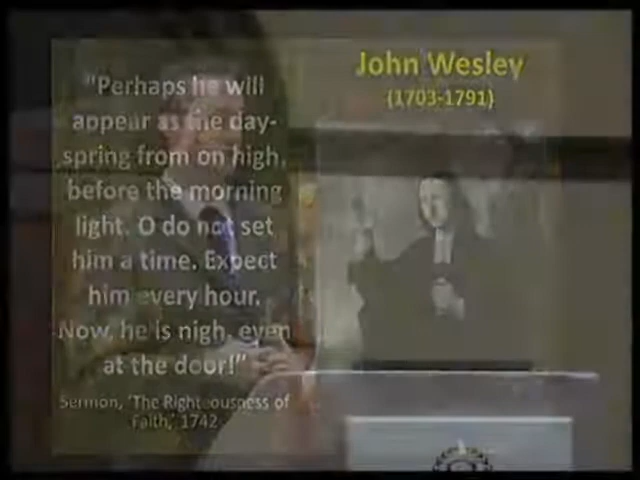 "Perhaps he will
appear as the day-
spring from on high,
before the morning
light. O do not set
him a time. Expect
him every hour.
Now, he is nigh, even
at the door!"
Sermon, 'The Righteousness of
Faith,' 1742
John Wesley
(1703-1791)